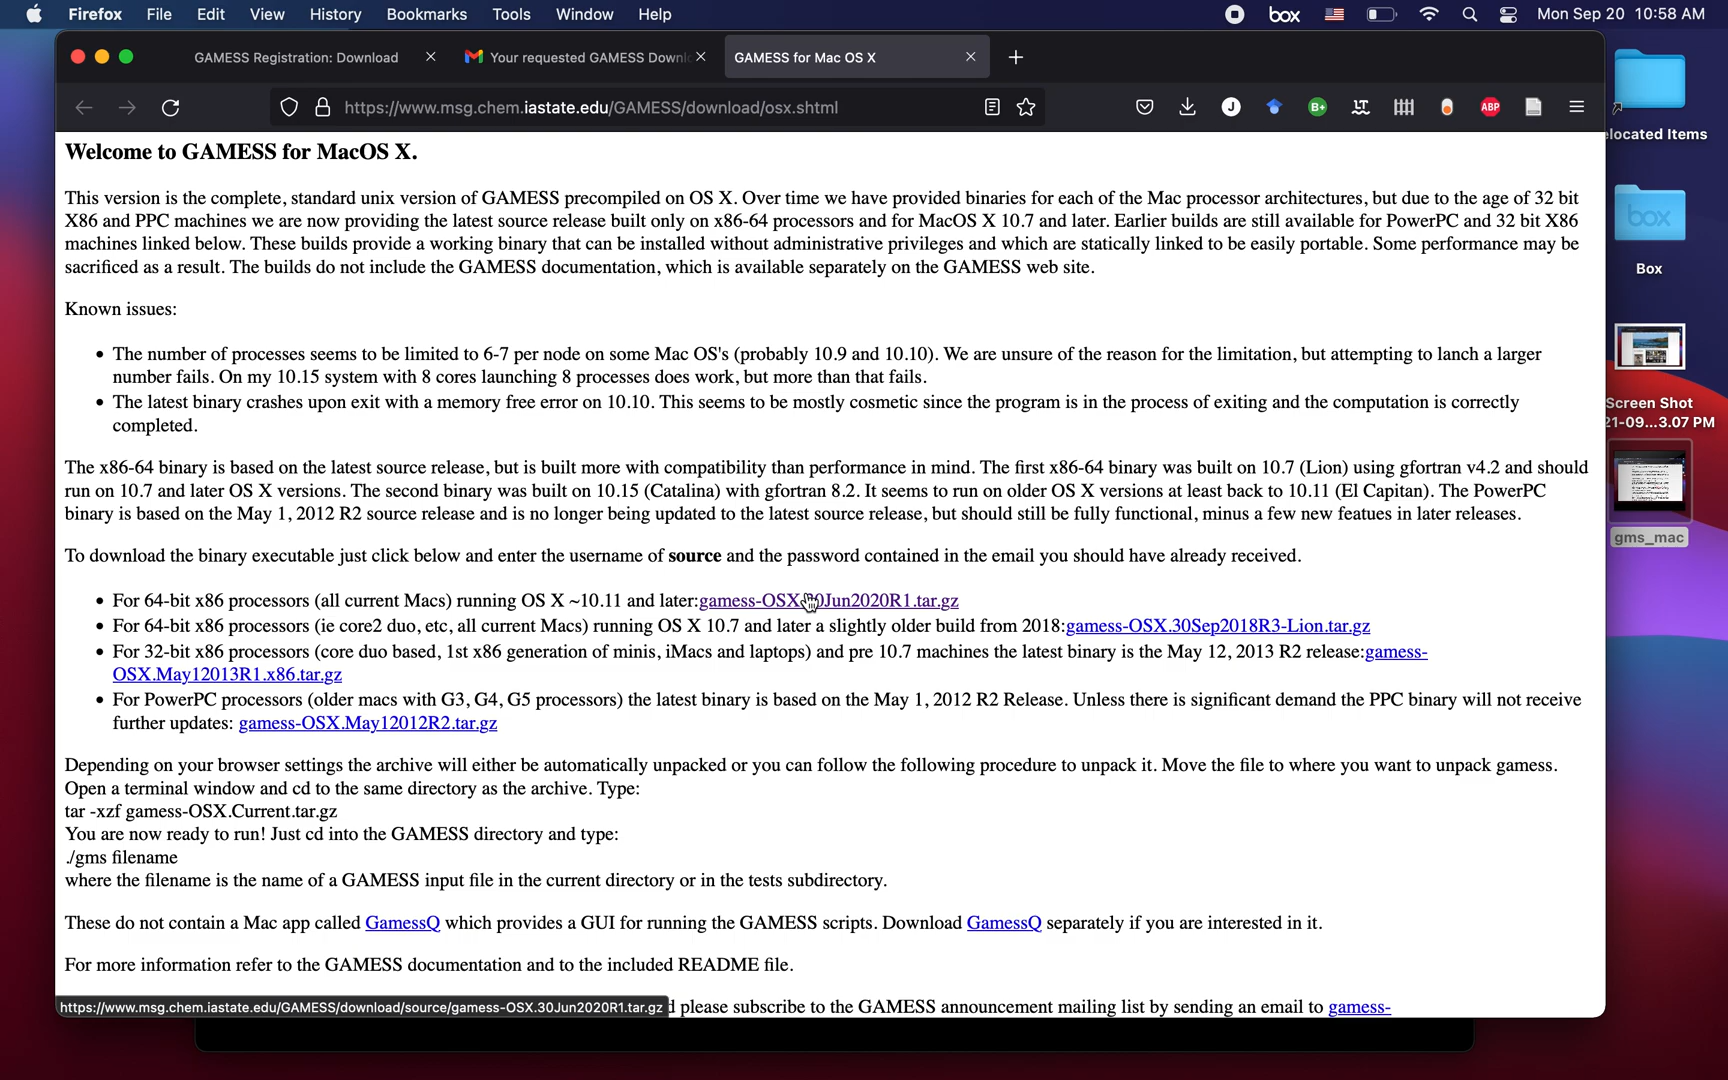 Firefox File Edit View History Bookmarks Tools Window Help
box
Mon Sep 20 10:58 AM
GAMESS Registration: Download
Your requested GAMESS Downl
GAMESS for Mac OS X
https://www.msg.chem.iastate.edu/GAMESS/download/osx.shtml
J
B+
ABP
Welcome to GAMESS for MacOS X.
This version is the complete, standard unix version of GAMESS precompiled on OS X. Over time we have provided binaries for each of the Mac processor architectures, but due to the age of 32 bit
X86 and PPC machines we are now providing the latest source release built only on x86-64 processors and for MacOS X 10.7 and later. Earlier builds are still available for PowerPC and 32 bit X86
machines linked below. These builds provide a working binary that can be installed without administrative privileges and which are statically linked to be easily portable. Some performance may be
sacrificed as a result. The builds do not include the GAMESS documentation, which is available separately on the GAMESS web site.
Known issues:
• The number of processes seems to be limited to 6-7 per node on some Mac OS's (probably 10.9 and 10.10). We are unsure of the reason for the limitation, but attempting to lanch a larger
number fails. On my 10.15 system with 8 cores launching 8 processes does work, but more than that fails.
• The latest binary crashes upon exit with a memory free error on 10.10. This seems to be mostly cosmetic since the program is in the process of exiting and the computation is correctly
completed.
The x86-64 binary is based on the latest source release, but is built more with compatibility than performance in mind. The first x86-64 binary was built on 10.7 (Lion) using gfortran v4.2 and should
run on 10.7 and later OS X versions. The second binary was built on 10.15 (Catalina) with gfortran 8.2. It seems to run on older OS X versions at least back to 10.11 (El Capitan). The PowerPC
binary is based on the May 1, 2012 R2 source release and is no longer being updated to the latest source release, but should still be fully functional, minus a few new featues in later releases.
To download the binary executable just click below and enter the username of source and the password contained in the email you should have already received.
• For 64-bit x86 processors (all current Macs) running OS X ~10.11 and later:gamess-OSX.30Jun2020R1.tar.gz
• For 64-bit x86 processors (ie core2 duo, etc, all current Macs) running OS X 10.7 and later a slightly older build from 2018:gamess-OSX.30Sep2018R3-Lion.tar.gz
• For 32-bit x86 processors (core duo based, 1st x86 generation of minis, iMacs and laptops) and pre 10.7 machines the latest binary is the May 12, 2013 R2 release:gamess-
OSX.May12013R1.x86.tar.gz
• For PowerPC processors (older macs with G3, G4, G5 processors) the latest binary is based on the May 1, 2012 R2 Release. Unless there is significant demand the PPC binary will not receive
further updates: gamess-OSX.May12012R2.tar.gz
Depending on your browser settings the archive will either be automatically unpacked or you can follow the following procedure to unpack it. Move the file to where you want to unpack gamess.
Open a terminal window and cd to the same directory as the archive. Type:
tar -xzf gamess-OSX.Current.tar.gz
You are now ready to run! Just cd into the GAMESS directory and type:
./gms filename
where the filename is the name of a GAMESS input file in the current directory or in the tests subdirectory.
These do not contain a Mac app called GamessQ which provides a GUI for running the GAMESS scripts. Download GamessQ separately if you are interested in it.
For more information refer to the GAMESS documentation and to the included README file.
https://www.msg.chem.iastate.edu/GAMESS/download/source/gamess-OSX.30Jun2020R1.tar.gz
d please subscribe to the GAMESS announcement mailing list by sending an email to gamess-
elocated Items
box
Box
Screen Shot
21-09...3.07 PM
gms_mac